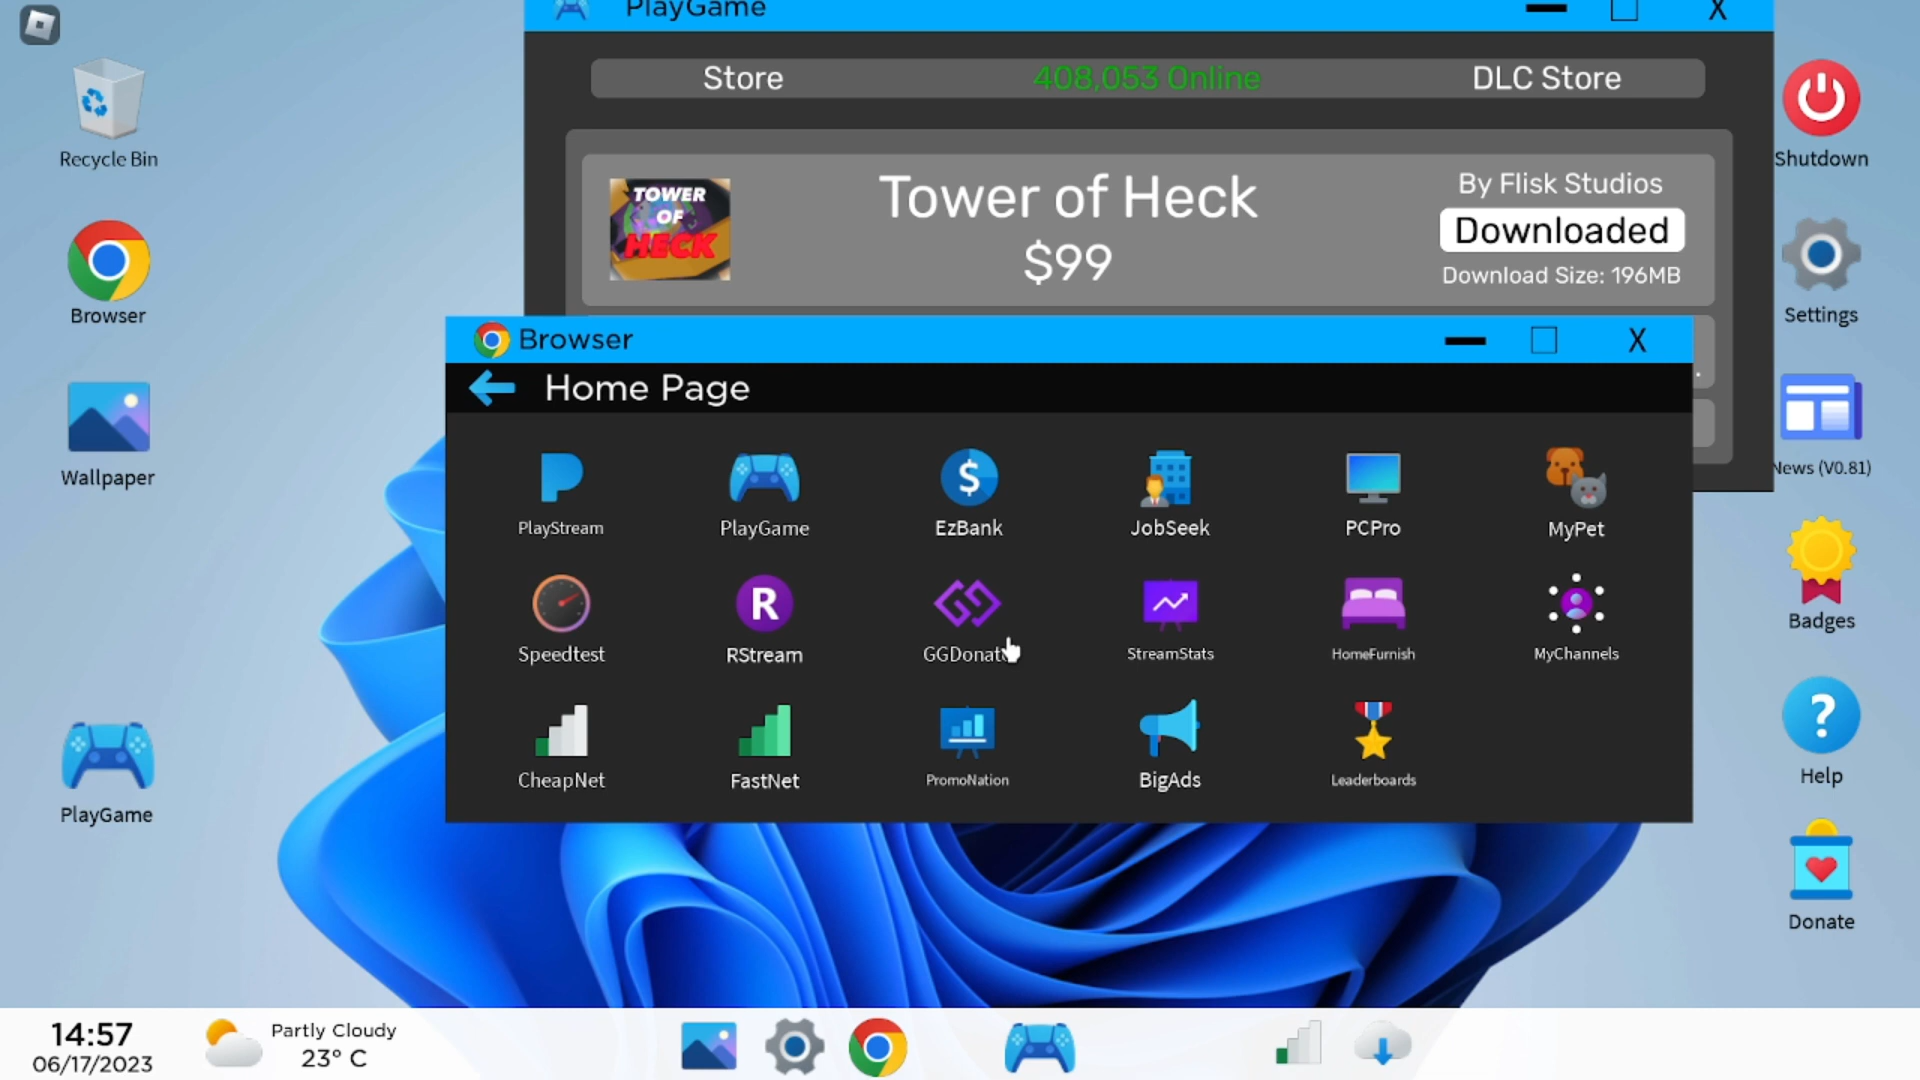 PlayGame
X
Store
408,053 Online
DLC Store
TOWER
OF
HECK
Tower of Heck
$99
By Flisk Studios
Downloaded
Download Size: 196MB
Browser
X
Home Page
PlayStream
PlayGame
EzBank
JobSeek
PCPro
MyPet
Speedtest
R
RStream
StreamStats
HomeFurnish
MyChannels
CheapNet
FastNet
PromoNation
BigAds
Leaderboards
Recycle Bin
Browser
Wallpaper
PlayGame
Shutdown
Settings
News (V0.81)
Badges
?
Help
Donate
14:57
06/17/2023
Partly Cloudy
23° C